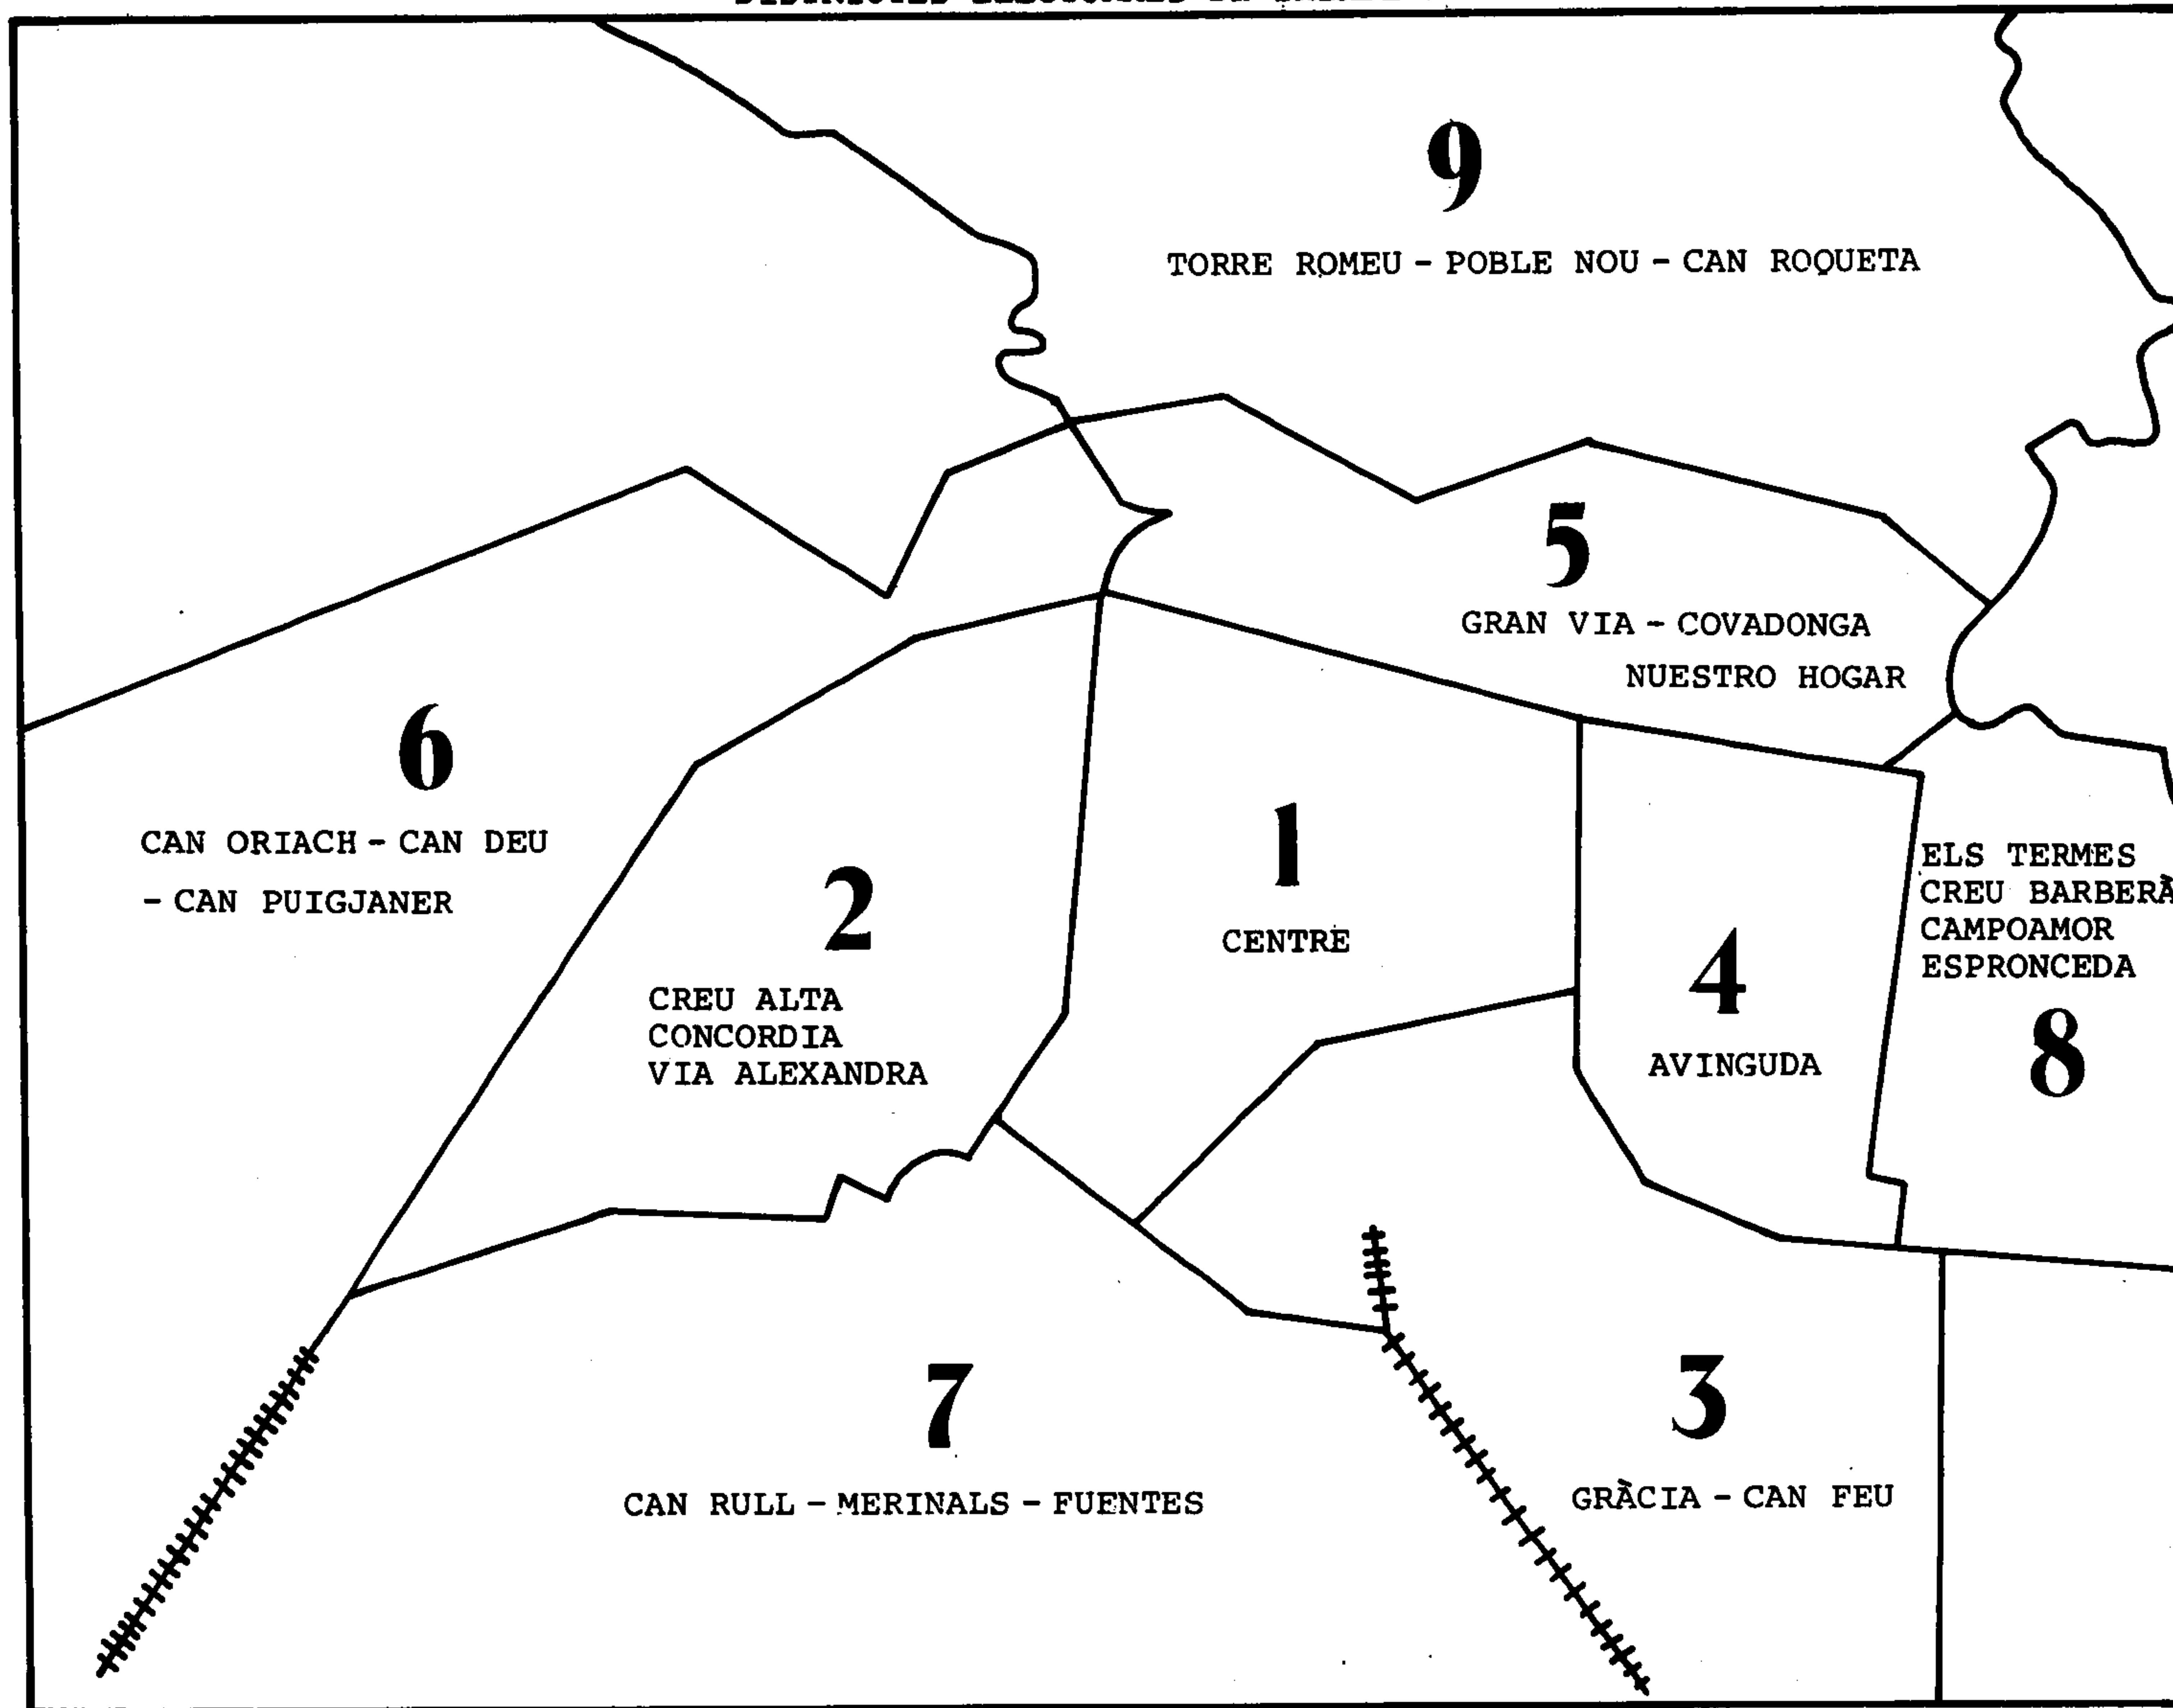 9
TORRE ROMEU - POBLE NOU - CAN ROQUETA
5
GRAN VIA - COVADONGA
NUESTRO HOGAR
6
CAN ORIACH - CAN DEU
- CAN PUIGJANER
2
CREU ALTA
CONCORDIA
VIA ALEXANDRA
1
CENTRE
4
AVINGUDA
ELS TERMES
CREU BARBERÀ
CAMPOAMOR
ESPRONCEDA
8
7
CAN RULL - MERINALS - FUENTES
3
GRÀCIA - CAN FEU